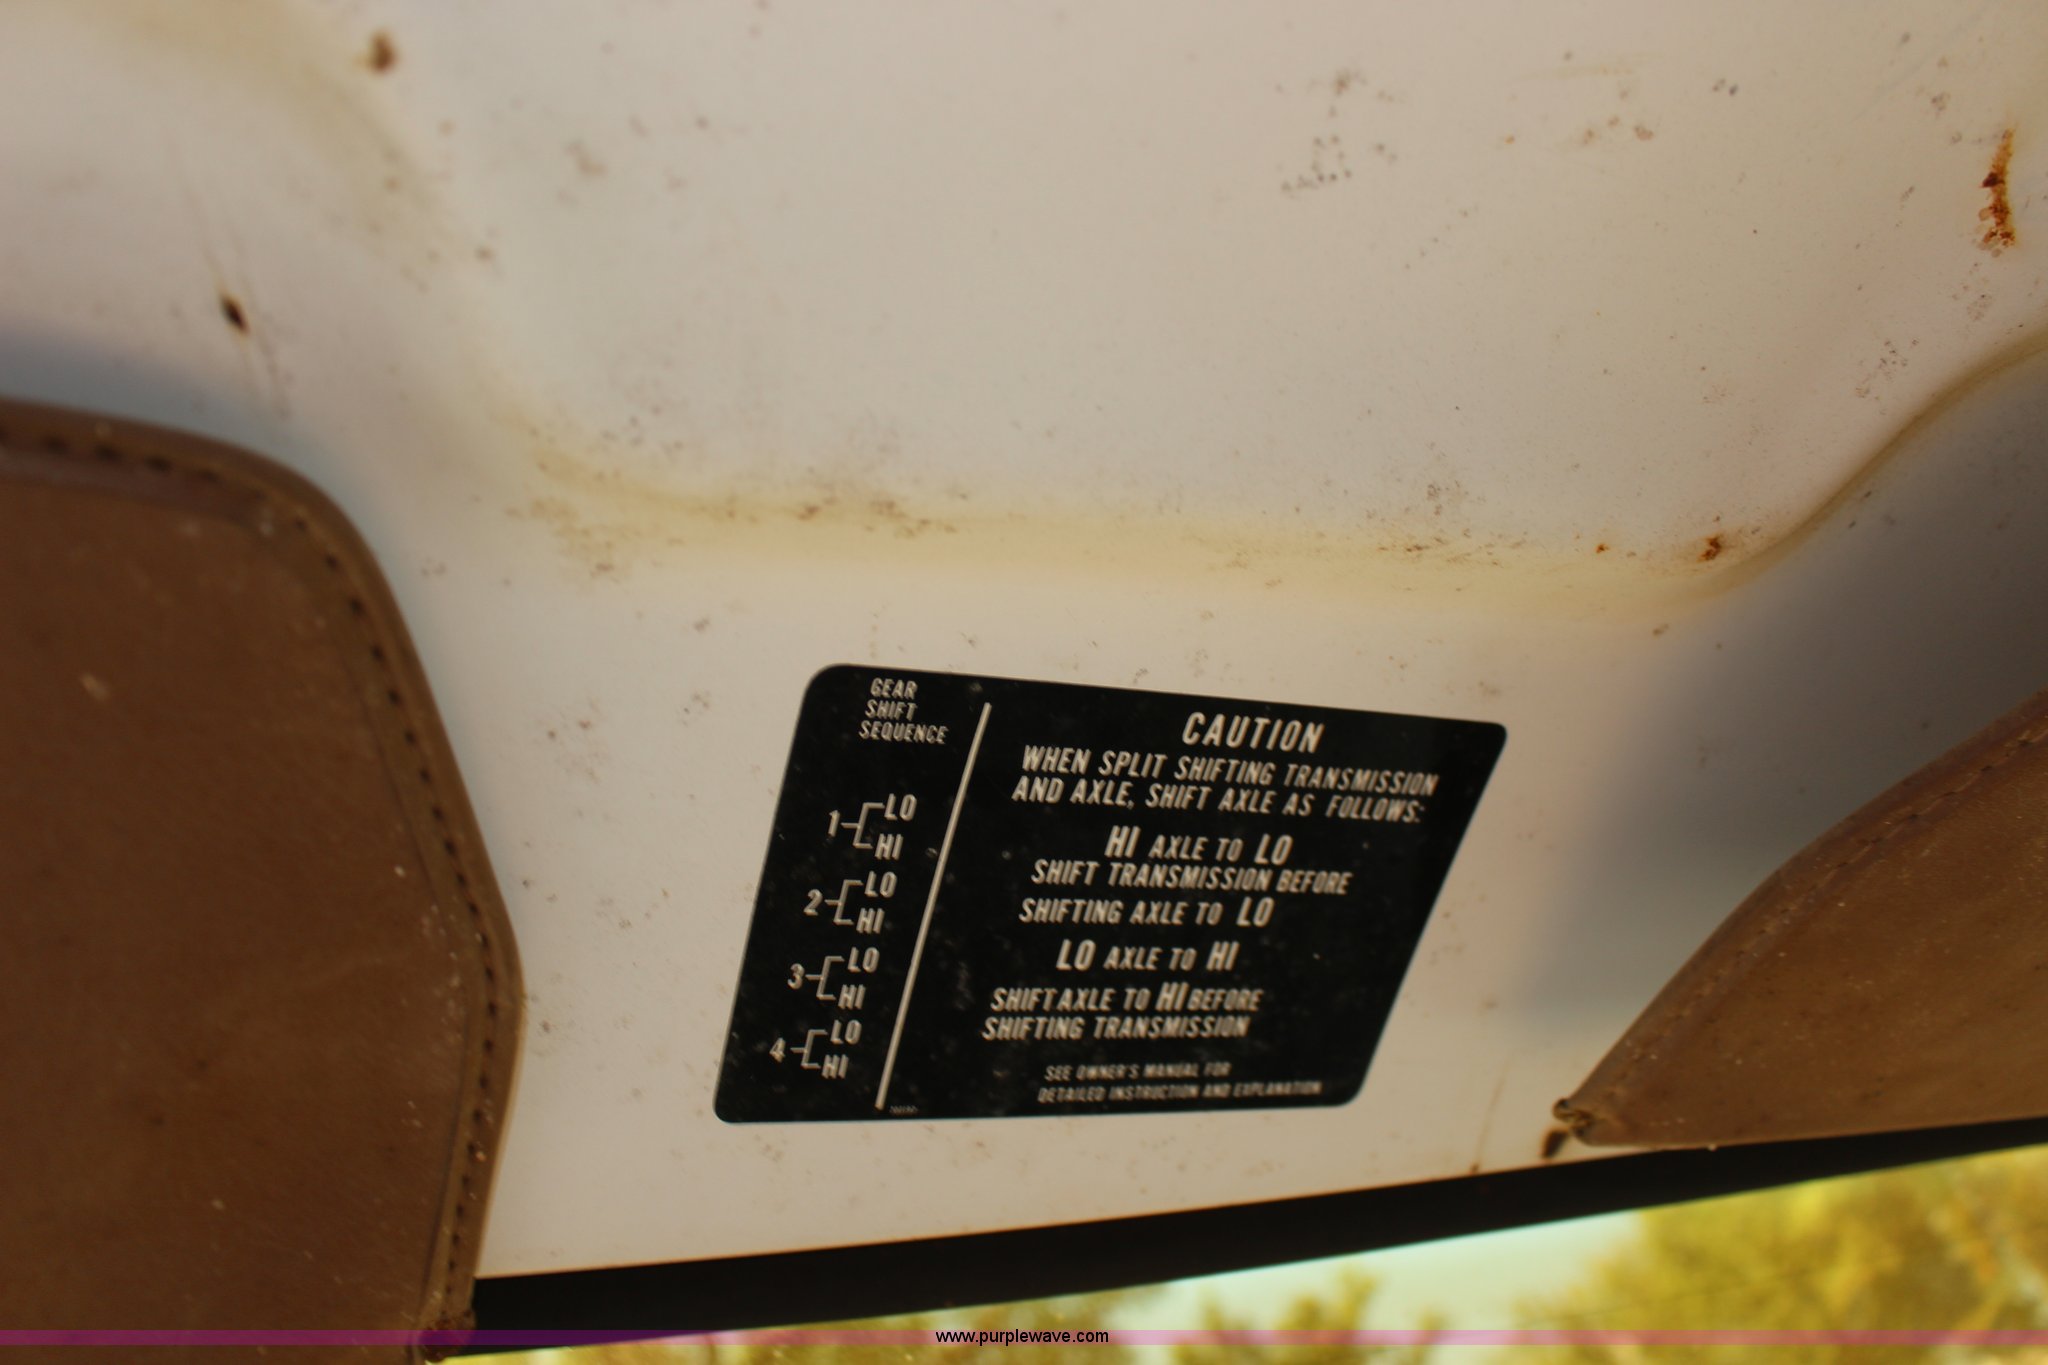 GEAR
SHIFT
SEQUENCE
1 LO
HI
2 LO
HI
3 LO
HI
4 LO
HI
CAUTION
WHEN SPLIT SHIFTING TRANSMISSION
AND AXLE, SHIFT AXLE AS FOLLOWS:
HI AXLE TO LO
SHIFT TRANSMISSION BEFORE
SHIFTING AXLE TO LO
LO AXLE TO HI
SHIFT AXLE TO HI BEFORE
SHIFTING TRANSMISSION
SEE OWNER'S MANUAL FOR
DETAILED INSTRUCTION AND EXPLANATION
www.purplewave.com